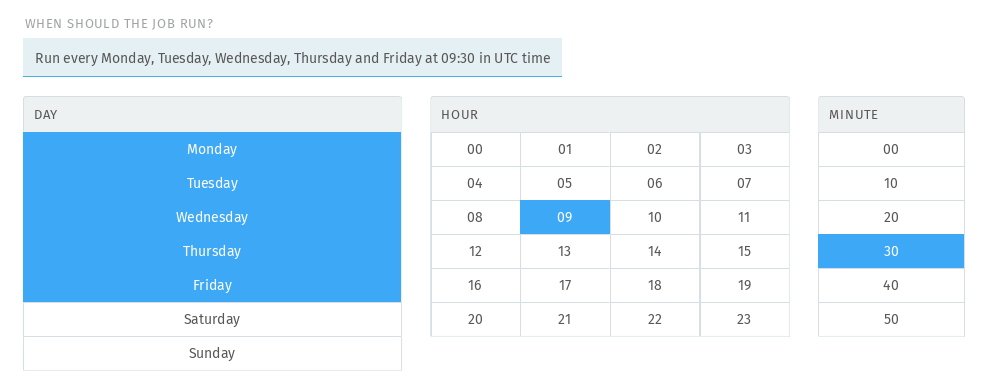 WHEN SHOULD THE JOB RUN?
Run every Monday, Tuesday, Wednesday, Thursday and Friday at 09:30 in UTC time
DAY
Monday
Tuesday
Wednesday
Thursday
Friday
Saturday
Sunday
HOUR
00 01 02 03
04 05 06 07
08 09 10 11
12 13 14 15
16 17 18 19
20 21 22 23
MINUTE
00
10
20
30
40
50